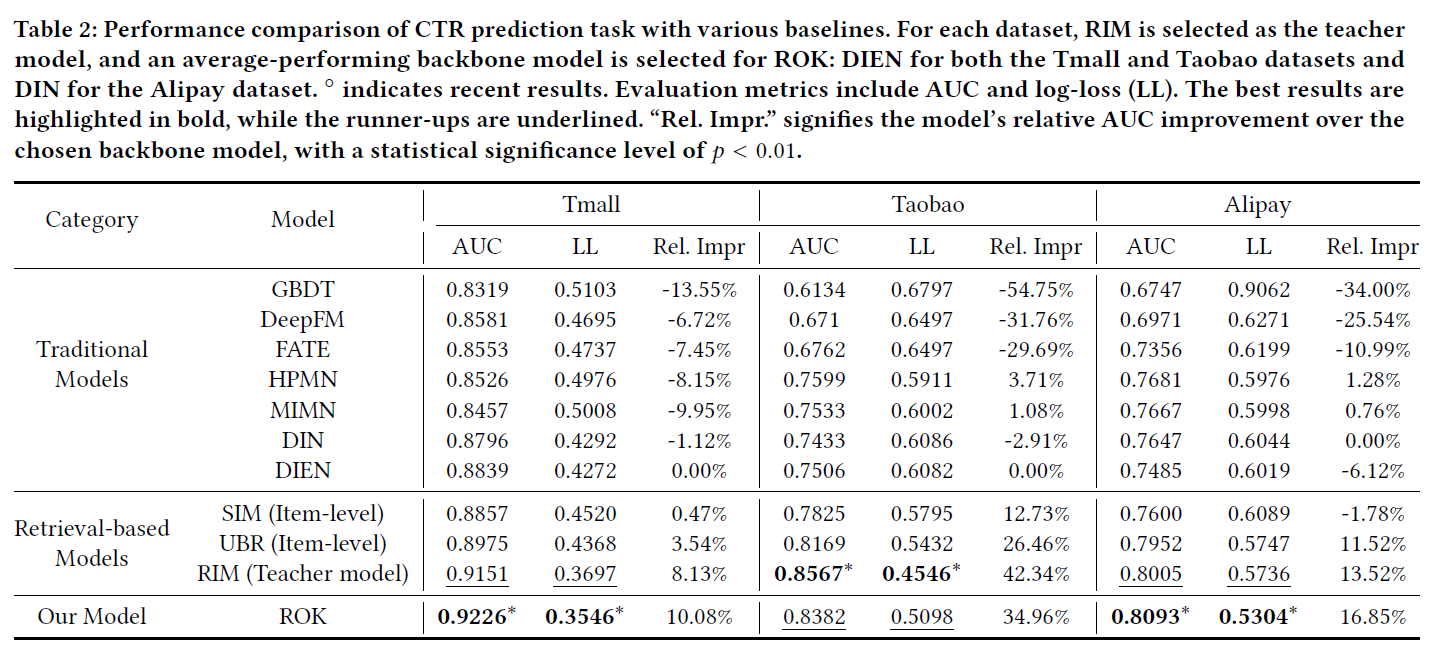 Table 2: Performance comparison of CTR prediction task with various baselines. For each dataset, RIM is selected as the teacher
model, and an average-performing backbone model is selected for ROK: DIEN for both the Tmall and Taobao datasets and
DIN for the Alipay dataset. ° indicates recent results. Evaluation metrics include AUC and log-loss (LL). The best results are
highlighted in bold, while the runner-ups are underlined. “Rel. Impr.” signifies the model’s relative AUC improvement over the
chosen backbone model, with a statistical significance level of p < 0.01.
Category Model Tmall Taobao Alipay
AUC LL Rel. Impr AUC LL Rel. Impr AUC LL Rel. Impr
Traditional Models
GBDT 0.8319 0.5103 -13.55% 0.6134 0.6797 -54.75% 0.6747 0.9062 -34.00%
DeepFM 0.8581 0.4695 -6.72% 0.671 0.6497 -31.76% 0.6971 0.6271 -25.54%
FATE 0.8553 0.4737 -7.45% 0.6762 0.6497 -29.69% 0.7356 0.6199 -10.99%
HPMN 0.8526 0.4976 -8.15% 0.7599 0.5911 3.71% 0.7681 0.5976 1.28%
MIMN 0.8457 0.5008 -9.95% 0.7533 0.6002 1.08% 0.7667 0.5998 0.76%
DIN 0.8796 0.4292 -1.12% 0.7433 0.6086 -2.91% 0.7647 0.6044 0.00%
DIEN 0.8839 0.4272 0.00% 0.7506 0.6082 0.00% 0.7485 0.6019 -6.12%
Retrieval-based Models
SIM (Item-level) 0.8857 0.4520 0.47% 0.7825 0.5795 12.73% 0.7600 0.6089 -1.78%
UBR (Item-level) 0.8975 0.4368 3.54% 0.8169 0.5432 26.46% 0.7952 0.5747 11.52%
RIM (Teacher model) 0.9151 0.3697 8.13% 0.8567* 0.4546* 42.34% 0.8005 0.5736 13.52%
Our Model ROK 0.9226* 0.3546* 10.08% 0.8382 0.5098 34.96% 0.8093* 0.5304* 16.85%